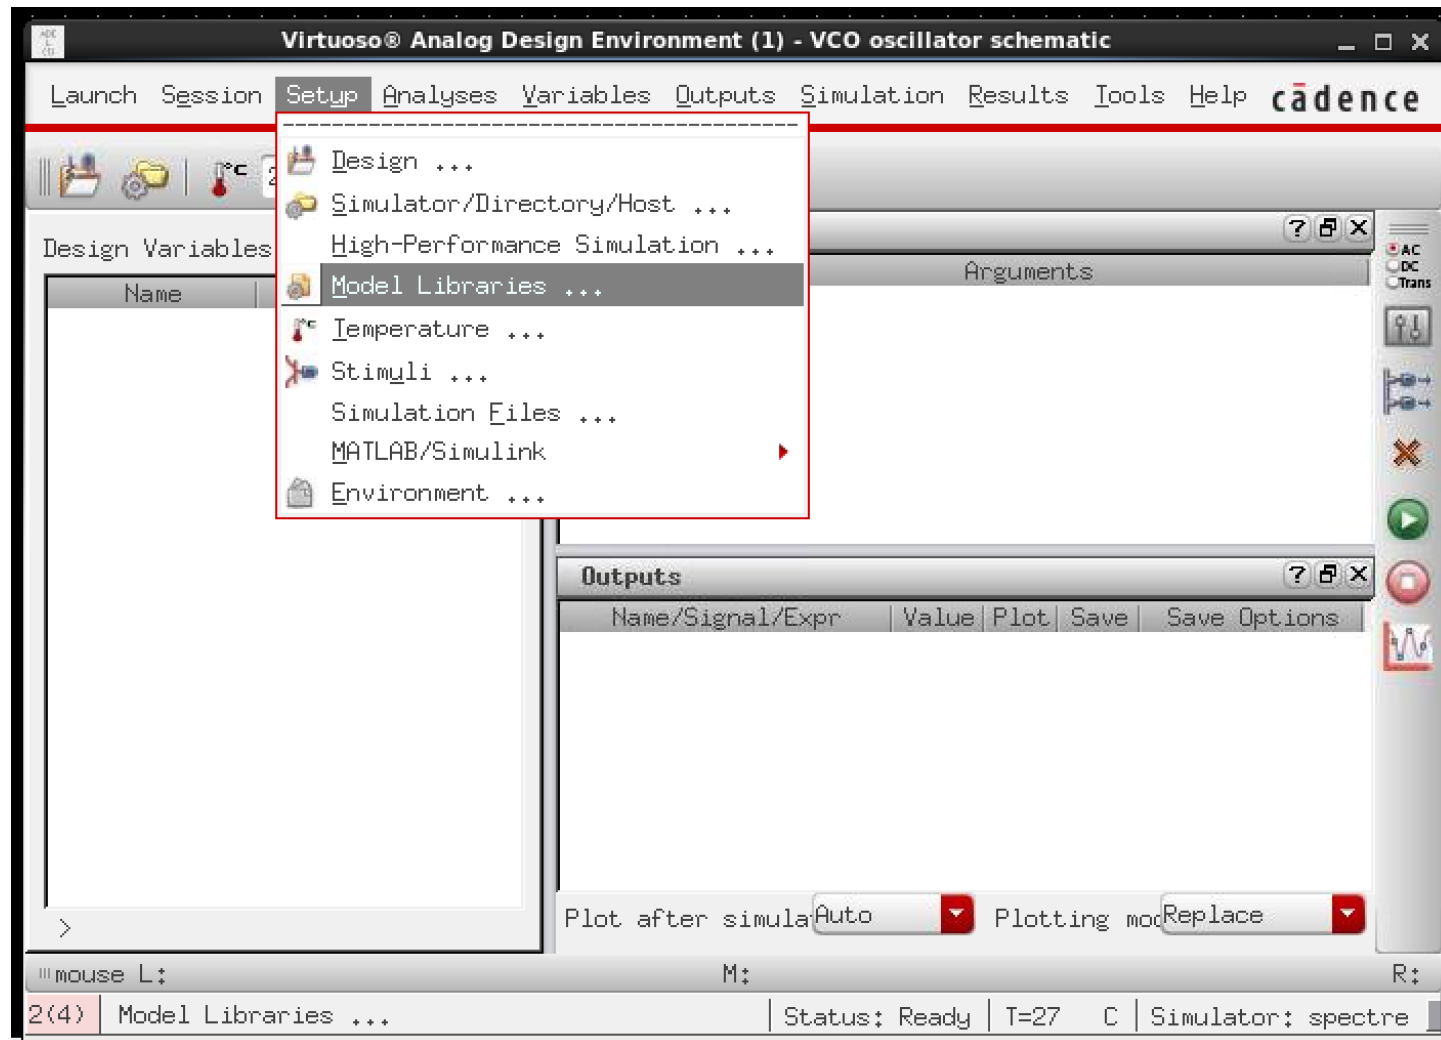 Virtuoso® Analog Design Environment (1) - VCO oscillator schematic
Launch Session Setup Analyses Variables Outputs Simulation Results Tools Help cādence
Design ...
Simulator/Directory/Host ...
High-Performance Simulation ...
Model Libraries ...
Temperature ...
Stimuli ...
Simulation Files ...
MATLAB/Simulink
Environment ...
°C 2
Design Variables
Name
Arguments
AC
DC
Trans
Outputs
Name/Signal/Expr Value Plot Save Save Options
>
Plot after simula Auto Plotting mod Replace
mouse L: M: R:
2(4) Model Libraries ... Status: Ready T=27 C Simulator: spectre